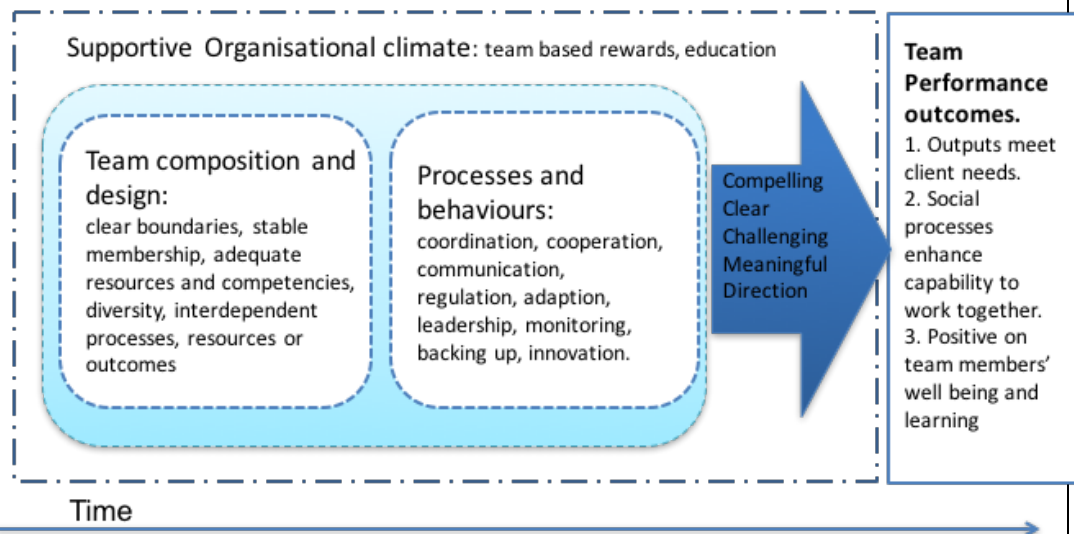 Supportive Organisational climate: team based rewards, education
Team composition and
design:
clear boundaries, stable
membership, adequate
resources and competencies,
diversity, interdependent
processes, resources or
outcomes
Processes and
behaviours:
coordination, cooperation,
communication,
regulation, adaption,
leadership, monitoring,
backing up, innovation.
Compelling
Clear
Challenging
Meaningful
Direction
Team
Performance
outcomes.
1. Outputs meet
client needs.
2. Social
processes
enhance
capability to
work together.
3. Positive on
team members’
well being and
learning
Time